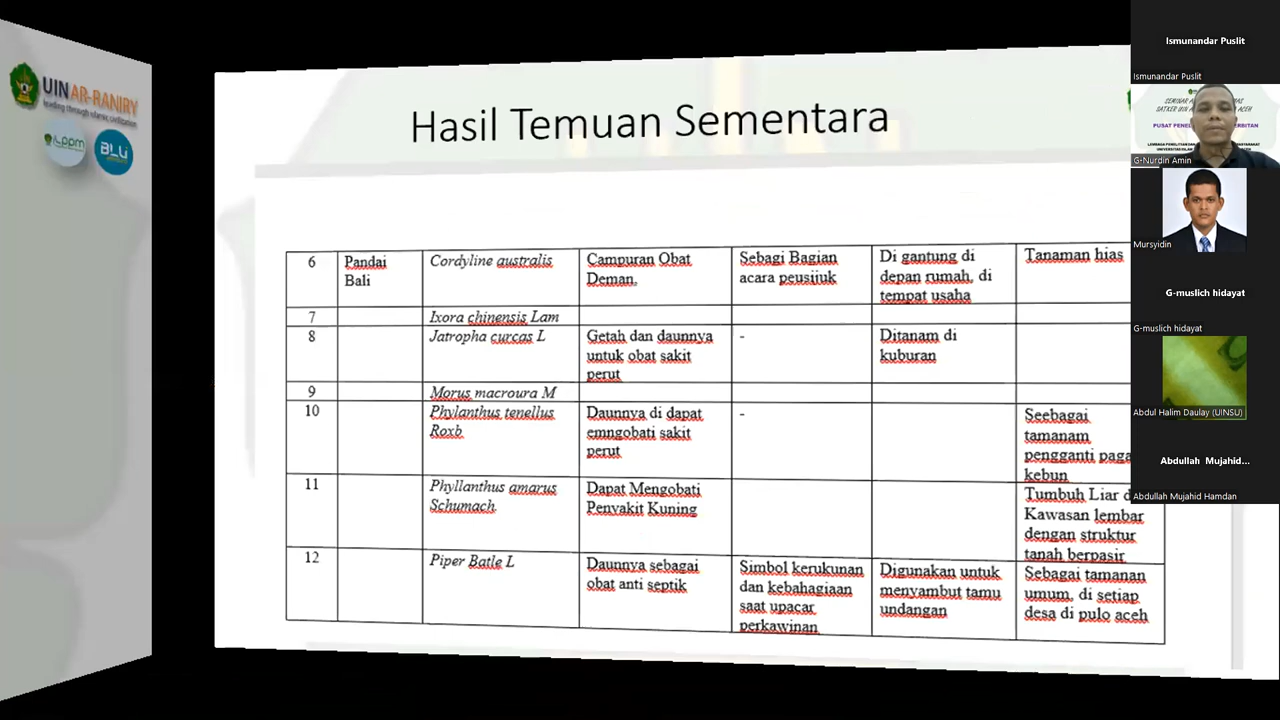 UIN AR-RANIRY
leading through islamic civilization
Lppm
BLU
Hasil Temuan Sementara
6
Pandai
Bali
Cordyline australis
Campuran Obat
Deman,
Sebagi Bagian
acara peusijuk
Di gantung di
depan rumah, di
tempat usaha
Tanaman hias
7
Ixora chinensis Lam
8
Jatropha curcas L
Getah dan daunnya
untuk obat sakit
perut
-
Ditanam di
kuburan
9
Morus macroura M
10
Phylanthus tenellus
Roxb
Daunnya di dapat
emngobati sakit
perut
-
Seebagai
tamanam
pengganti paga
kebun
11
Phyllanthus amarus
Schumach
Dapat Mengobati
Penyakit Kuning
Tumbuh Liar d
Kawasan lembar
dengan struktur
tanah berpasir
12
Piper Batle L
Daunnya sebagai
obat anti septik
Simbol kerukunan
dan kebahagiaan
saat upacar
perkawinan
Digunakan untuk
menyambut tamu
undangan
Sebagai tamanan
umum, di setiap
desa di pulo aceh
Ismunandar Puslit
Ismunandar Puslit
PUSAT PENEL
ERBITAN
G-Nurdin Amin
Mursyidin
G-muslich hidayat
G-muslich hidayat
Abdul Halim Daulay (UINSU)
Abdullah Mujahid...
Abdullah Mujahid Hamdan